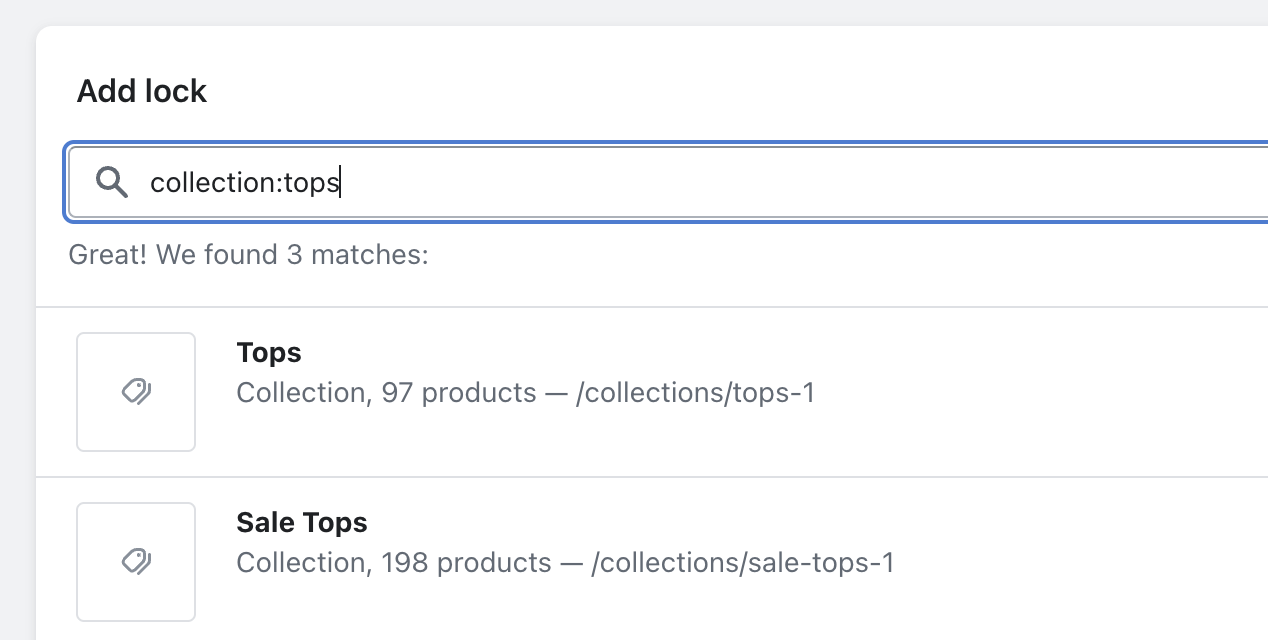 Add lock
collection:tops
Great! We found 3 matches:
Tops
Collection, 97 products — /collections/tops-1
Sale Tops
Collection, 198 products — /collections/sale-tops-1